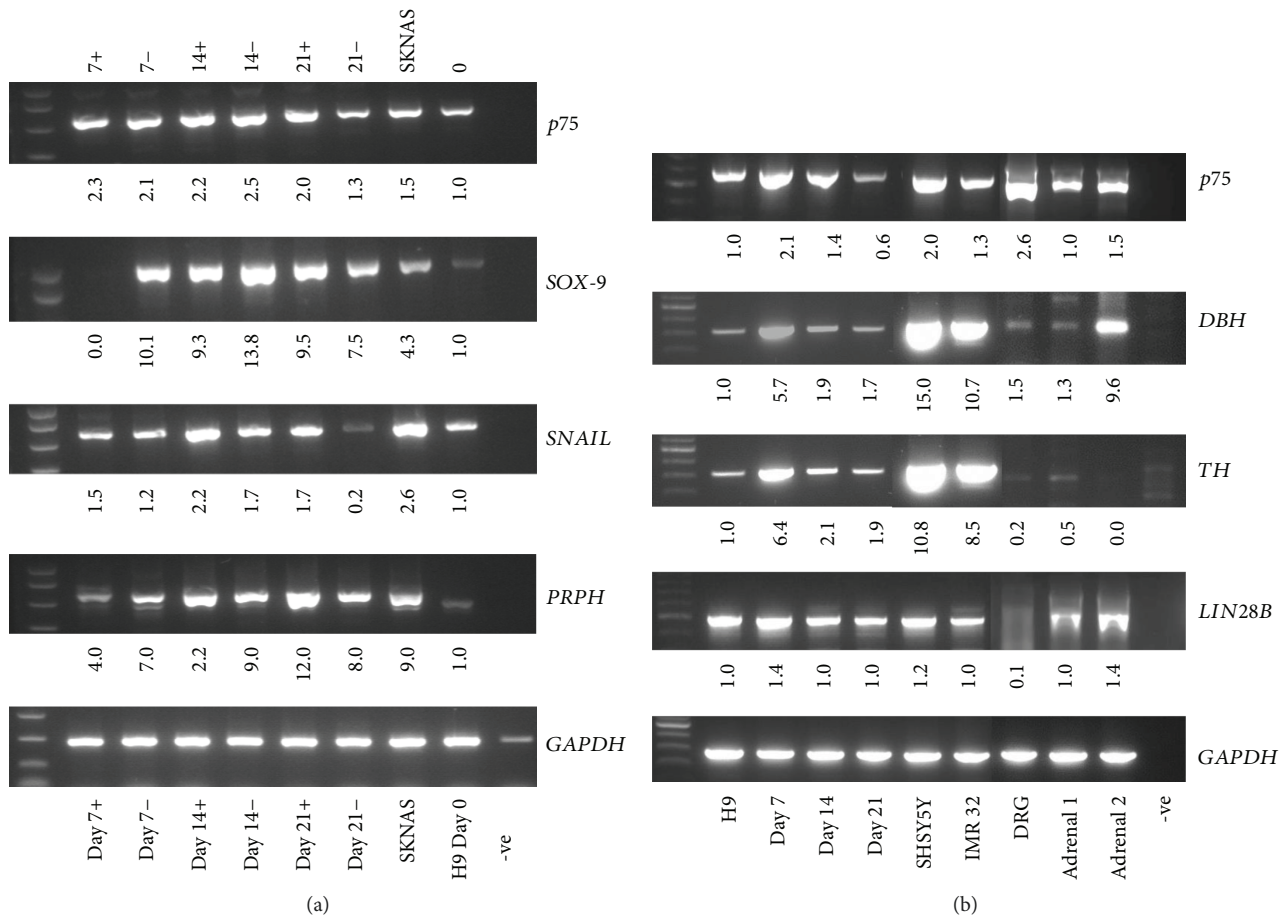 7+ 7− 14+ 14− 21+ 21− SKNAS 0
p75
2.3 2.1 2.2 2.5 2.0 1.3 1.5 1.0
SOX-9
0.0 10.1 9.3 13.8 9.5 7.5 4.3 1.0
SNAIL
1.5 1.2 2.2 1.7 1.7 0.2 2.6 1.0
PRPH
4.0 7.0 2.2 9.0 12.0 8.0 9.0 1.0
GAPDH
Day 7+ Day 7− Day 14+ Day 14− Day 21+ Day 21− SKNAS H9 Day 0 -ve
(a)
p75
1.0 2.1 1.4 0.6 2.0 1.3 2.6 1.0 1.5
DBH
1.0 5.7 1.9 1.7 15.0 10.7 1.5 1.3 9.6
TH
1.0 6.4 2.1 1.9 10.8 8.5 0.2 0.5 0.0
LIN28B
1.0 1.4 1.0 1.0 1.2 1.0 0.1 1.0 1.4
GAPDH
H9 Day 7 Day 14 Day 21 SHSY5Y IMR 32 DRG Adrenal 1 Adrenal 2 -ve
(b)